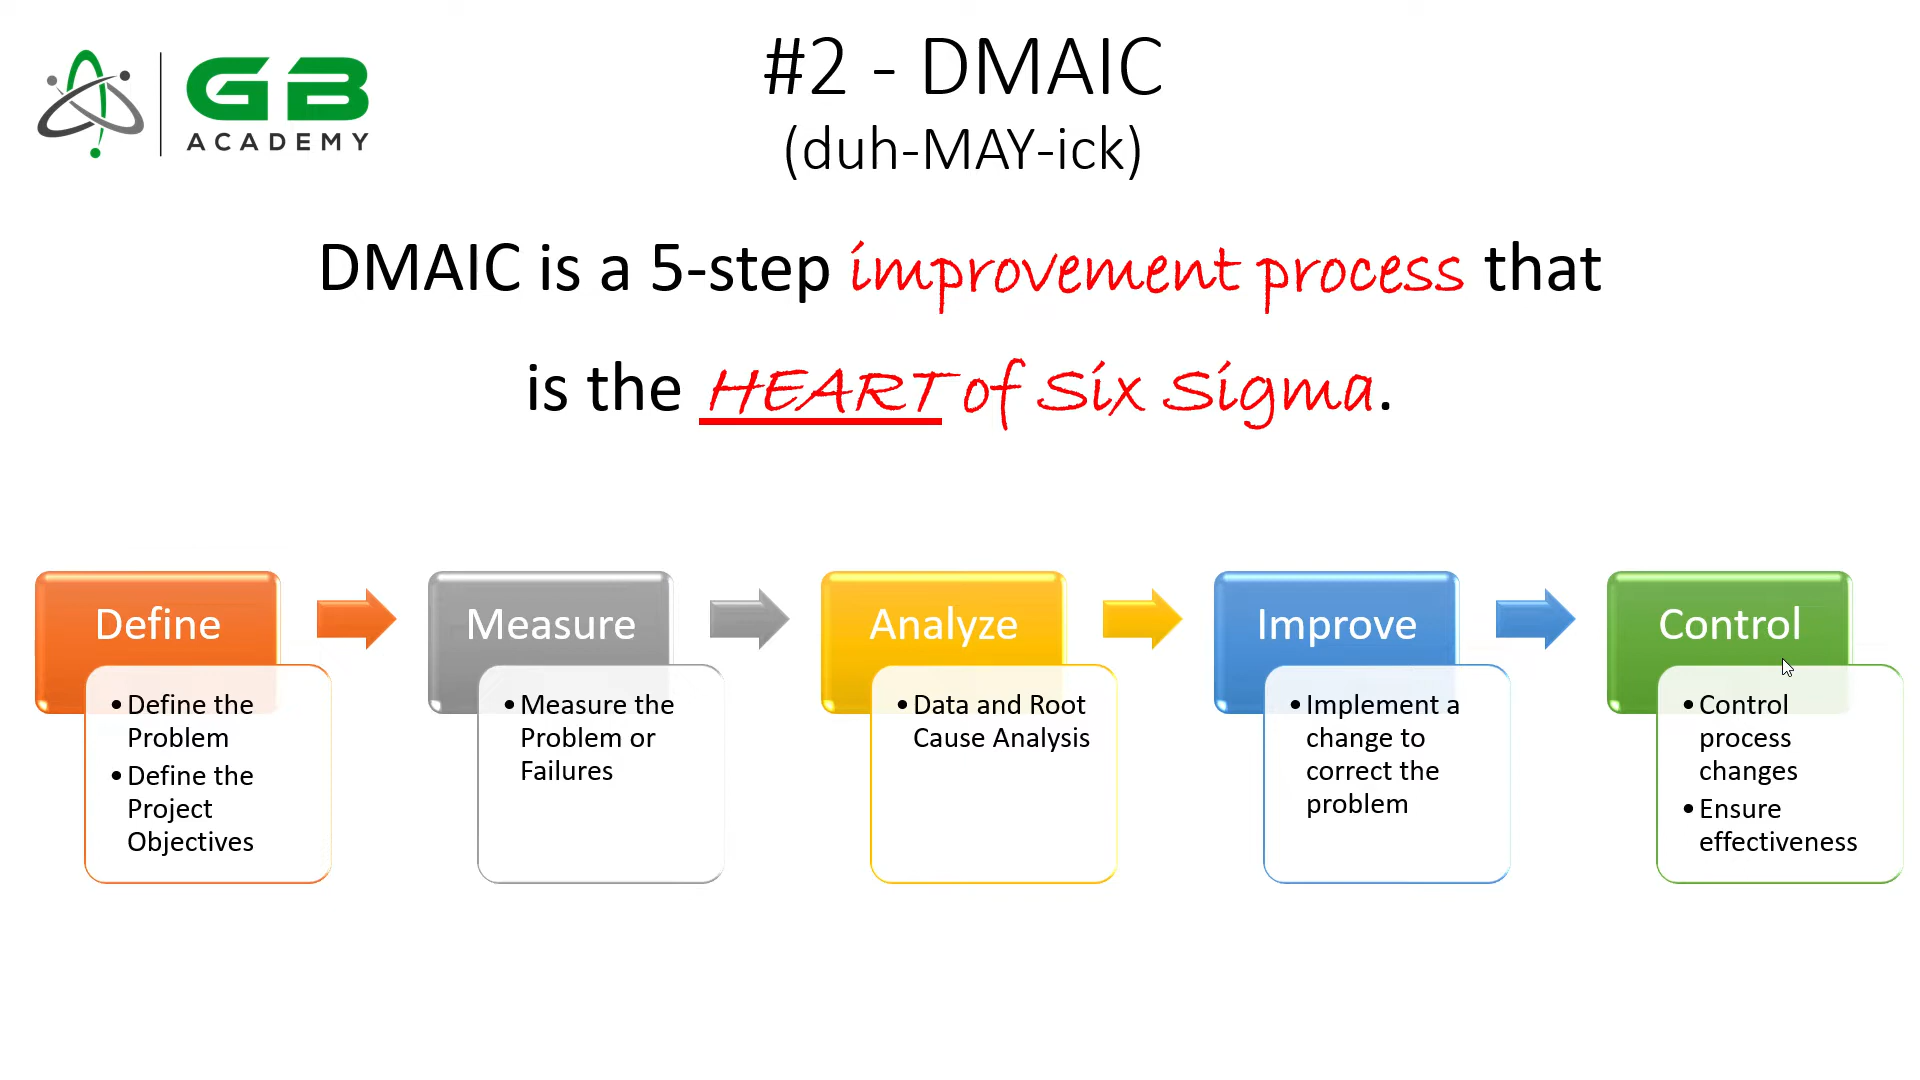 GB
ACADEMY
#2 - DMAIC
(duh-MAY-ick)
DMAIC is a 5-step improvement process that
is the HEART of Six Sigma.
Define
•Define the
Problem
•Define the
Project
Objectives
Measure
•Measure the
Problem or
Failures
Analyze
•Data and Root
Cause Analysis
Improve
•Implement a
change to
correct the
problem
Control
•Control
process
changes
•Ensure
effectiveness